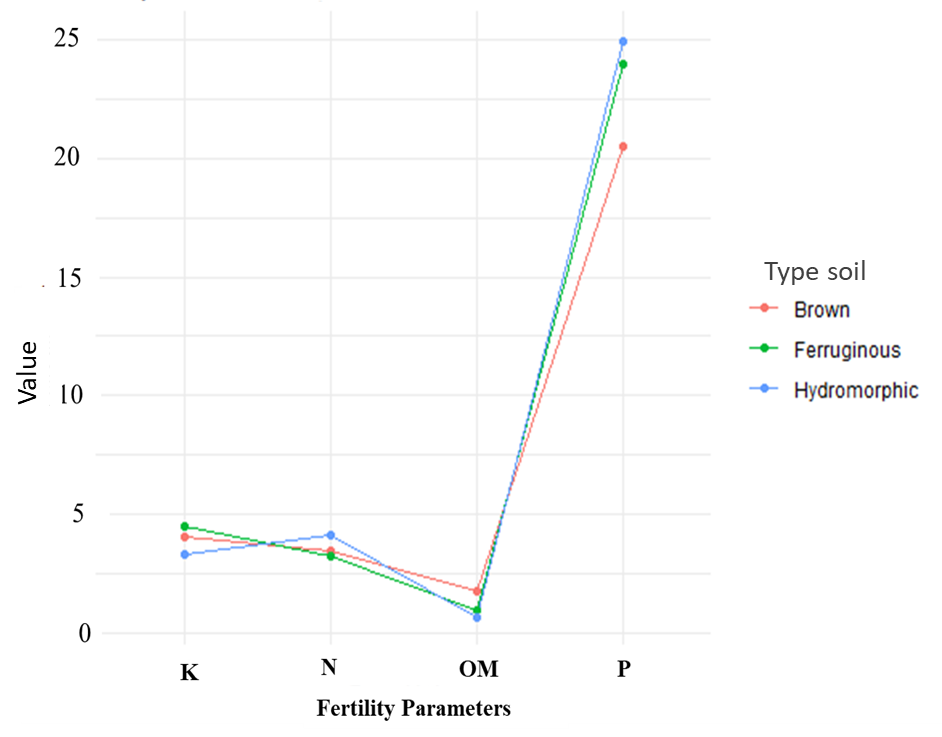 25
20
15
10
5
0
Value
K N OM P
Fertility Parameters
Type soil
Brown
Ferruginous
Hydromorphic